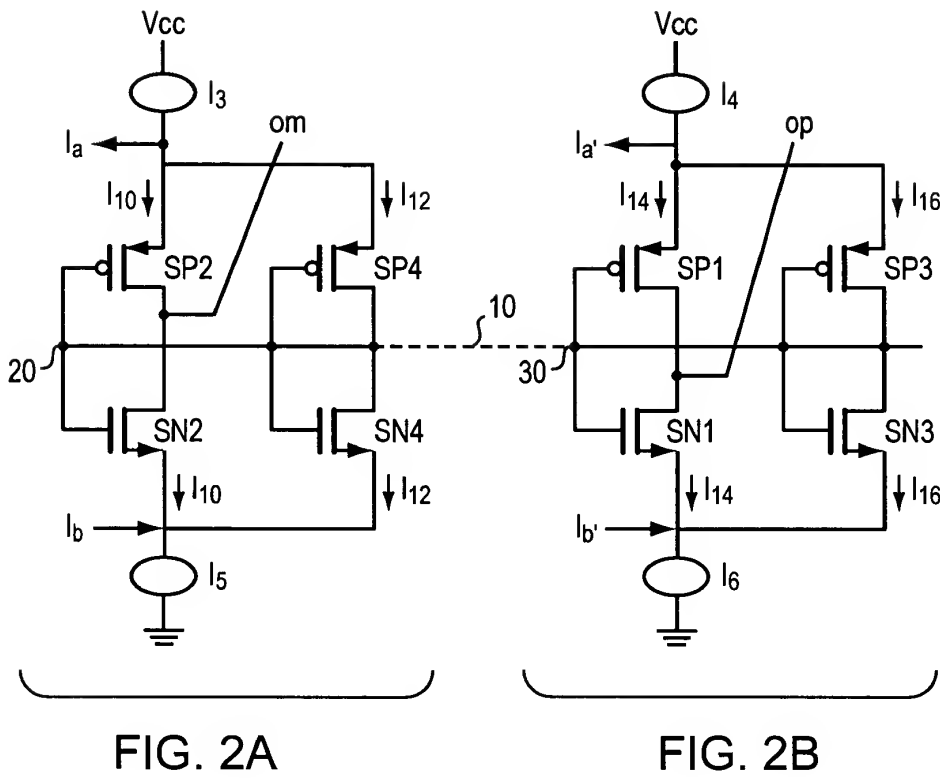 Vcc
I3
Ia
om
I10
I12
SP2
SP4
10
20
SN2
SN4
I10
I12
Ib
I5
FIG. 2A
Vcc
I4
Ia'
op
I14
I16
SP1
SP3
30
SN1
SN3
I14
I16
Ib'
I6
FIG. 2B